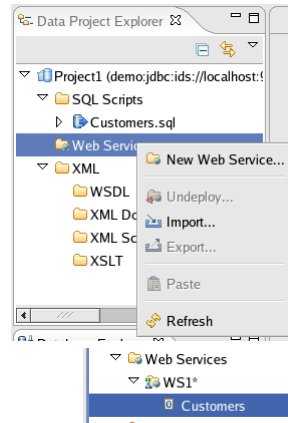 Data Project Explorer
Project1 (demo:jdbc:ids://localhost:
SQL Scripts
Customers.sql
Web Servic
New Web Service...
XML
WSDL
Undeploy...
XML Do
Import...
XML Sc
Export...
XSLT
Paste
Refresh
Web Services
WS1*
Customers